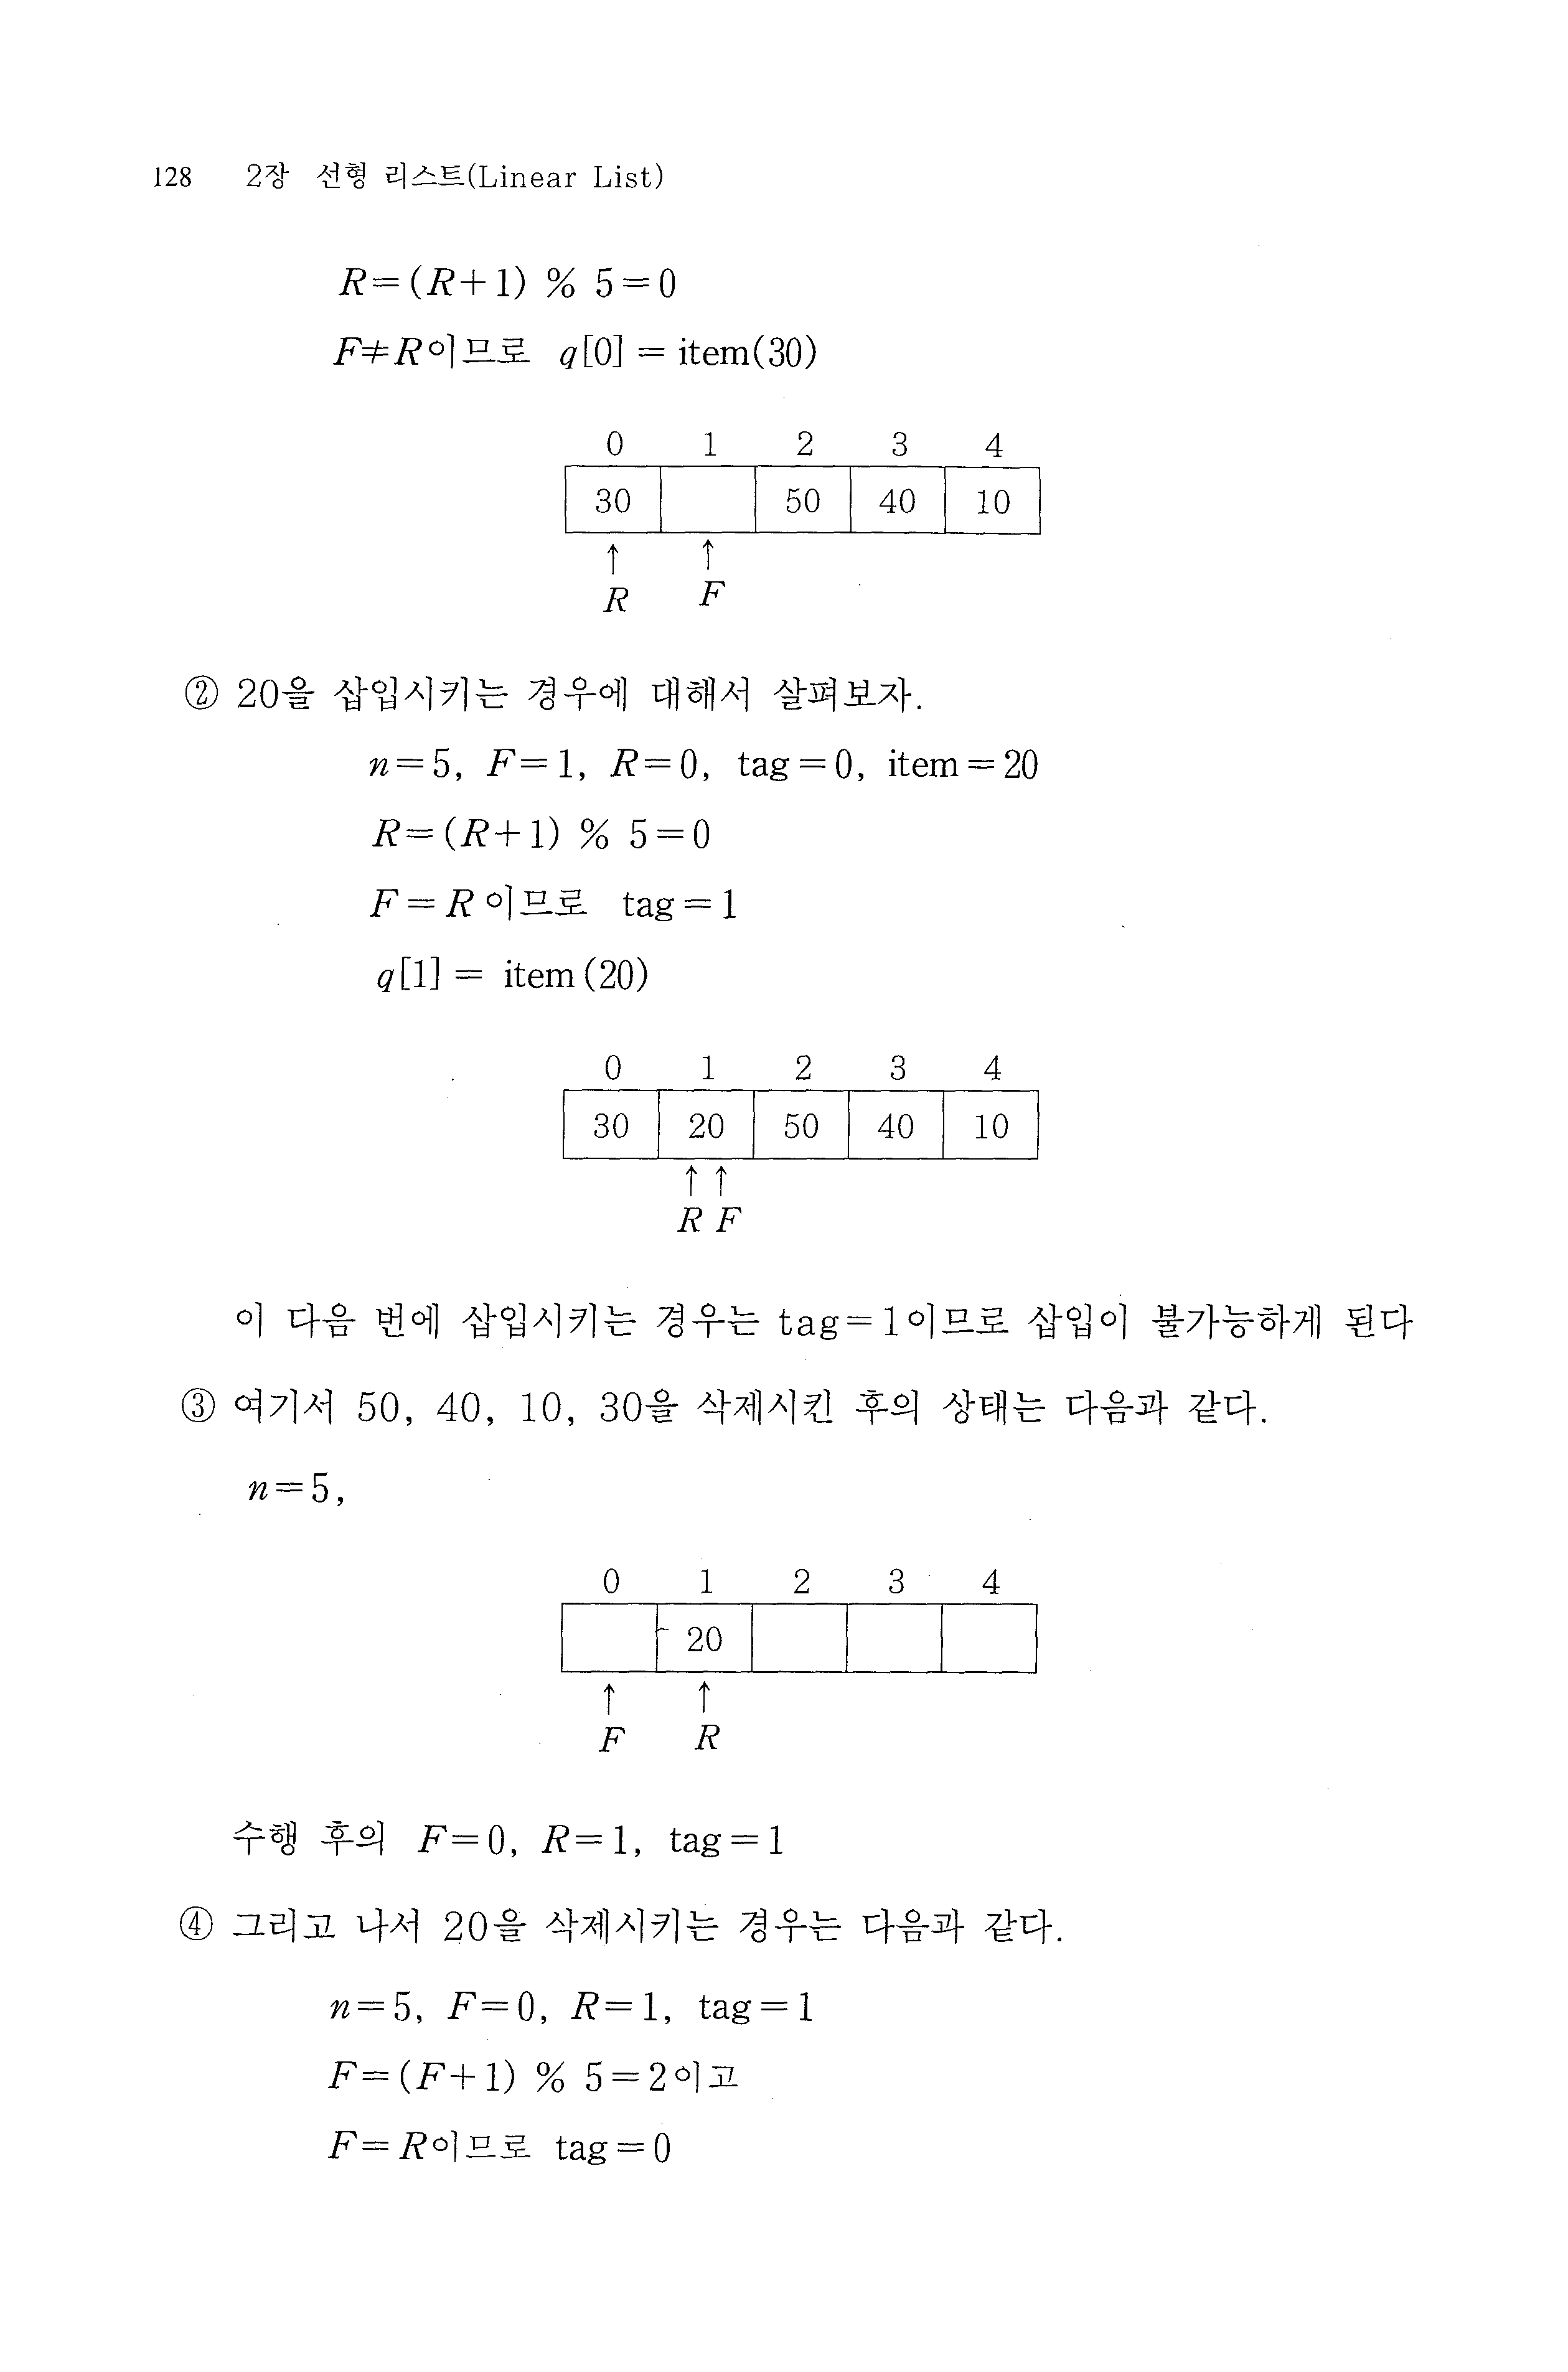 128 2장 선형 리스트(Linear List)
R=(R+1) % 5=0
F≠R이므로 q[0] = item(30)
0 1 2 3 4
30 50 40 10
↑ ↑
R F
② 20을 삽입시키는 경우에 대해서 살펴보자.
n=5, F=1, R=0, tag=0, item=20
R=(R+1) % 5=0
F=R이므로 tag=1
q[1] = item(20)
0 1 2 3 4
30 20 50 40 10
↑ ↑
R F
이 다음 번에 삽입시키는 경우는 tag=1이므로 삽입이 불가능하게 된다
③ 여기서 50, 40, 10, 30을 삭제시킨 후의 상태는 다음과 같다.
n=5,
0 1 2 3 4
20
↑ ↑
F R
수행 후의 F=0, R=1, tag=1
④ 그리고 나서 20을 삭제시키는 경우는 다음과 같다.
n=5, F=0, R=1, tag=1
F=(F+1) % 5=2이고
F=R이므로 tag=0